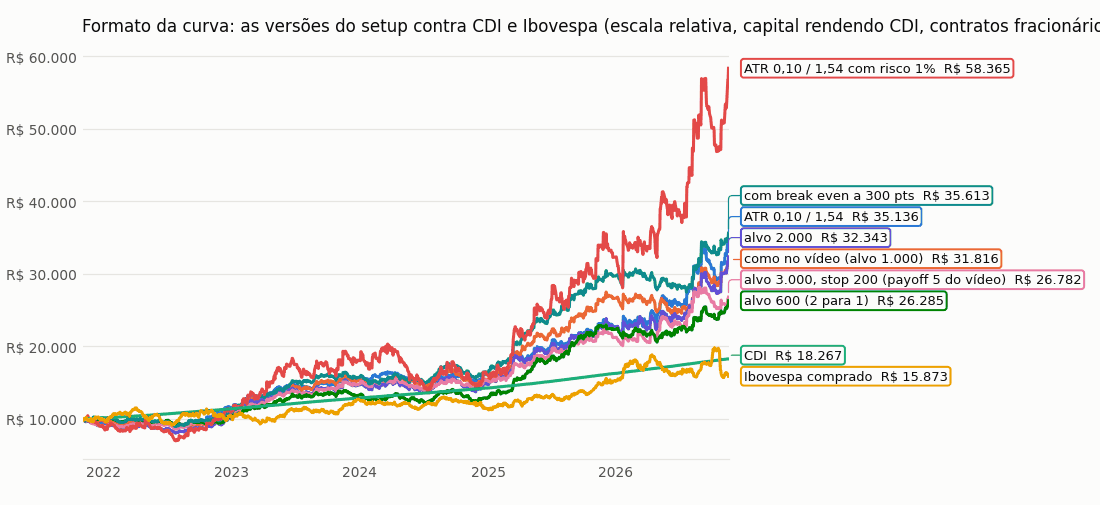 Formato da curva: as versões do setup contra CDI e Ibovespa (escala relativa, capital rendendo CDI, contratos fracionário
R$ 60.000
R$ 50.000
R$ 40.000
R$ 30.000
R$ 20.000
R$ 10.000
ATR 0,10 / 1,54 com risco 1% R$ 58.365
com break even a 300 pts R$ 35.613
ATR 0,10 / 1,54 R$ 35.136
alvo 2.000 R$ 32.343
como no vídeo (alvo 1.000) R$ 31.816
alvo 3.000, stop 200 (payoff 5 do vídeo) R$ 26.782
alvo 600 (2 para 1) R$ 26.285
CDI R$ 18.267
Ibovespa comprado R$ 15.873
2022
2023
2024
2025
2026